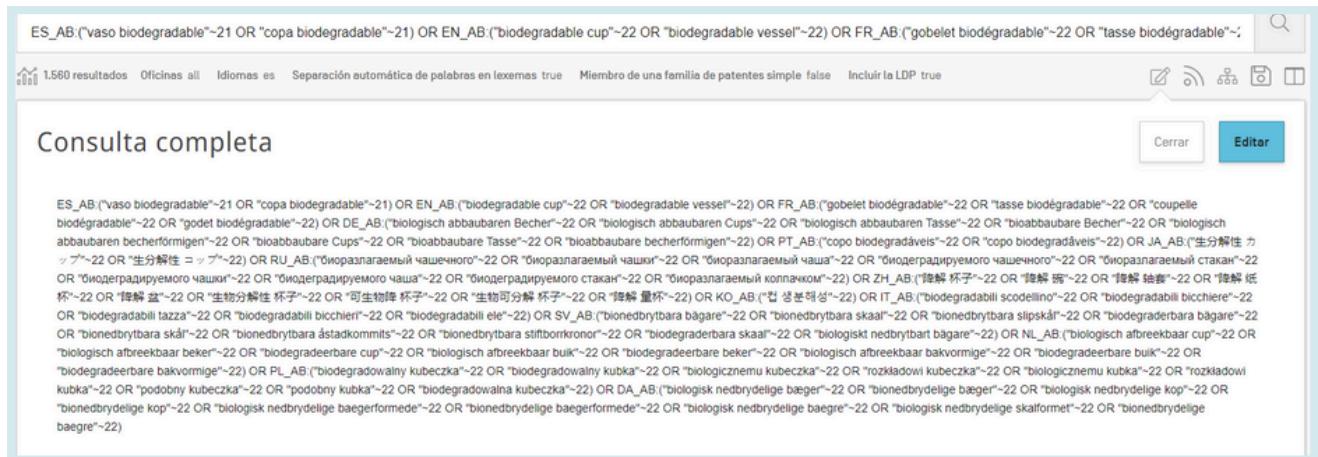 ES_AB:("vaso biodegradable"~21 OR "copa biodegradable"~21) OR EN_AB:("biodegradable cup"~22 OR "biodegradable vessel"~22) OR FR_AB:("gobelet biodégradable"~22 OR "tasse biodégradable"~2
1.560 resultados Oficinas all Idiomas es Separación automática de palabras en lexemas true Miembro de una familia de patentes simple false Incluir la LDP true
Consulta completa
Cerrar
Editar
ES_AB:("vaso biodegradable"~21 OR "copa biodegradable"~21) OR EN_AB:("biodegradable cup"~22 OR "biodegradable vessel"~22) OR FR_AB:("gobelet biodégradable"~22 OR "tasse biodégradable"~22 OR "coupelle
biodégradable"~22 OR "godet biodégradable"~22) OR DE_AB:("biologisch abbaubaren Becher"~22 OR "biologisch abbaubaren Cups"~22 OR "biologisch abbaubaren Tasse"~22 OR "bioabbaubare Becher"~22 OR "biologisch
abbaubaren becherförmigen"~22 OR "bioabbaubare Cups"~22 OR "bioabbaubare Tasse"~22 OR "bioabbaubare becherförmigen"~22) OR PT_AB:("copo biodegradáveis"~22 OR "copo biodegradâveis"~22) OR JA_AB:("生分解性 カ
ップ"~22 OR "生分解性 コップ"~22) OR RU_AB:("биоразлагаемый чашечного"~22 OR "биоразлагаемый чашки"~22 OR "биоразлагаемый чаша"~22 OR "биодеградируемого чашечного"~22 OR "биоразлагаемый стакан"~22
OR "биодеградируемого чашки"~22 OR "биодеградируемого чаша"~22 OR "биодеградируемого стакан"~22 OR "биоразлагаемый колпачком"~22) OR ZH_AB:("降解 杯子"~22 OR "降解 碗"~22 OR "降解 轴套"~22 OR "降解 纸
杯"~22 OR "降解 盆"~22 OR "生物分解性 杯子"~22 OR "可生物降 杯子"~22 OR "生物可分解 杯子"~22 OR "降解 量杯"~22) OR KO_AB:("컵 생분해성"~22) OR IT_AB:("biodegradabili scodellino"~22 OR "biodegradabili bicchiere"~22
OR "biodegradabili tazza"~22 OR "biodegradabili bicchieri"~22 OR "biodegradabili ele"~22) OR SV_AB:("bionedbrytbara bägare"~22 OR "bionedbrytbara skaal"~22 OR "bionedbrytbara slipskål"~22 OR "biodegraderbara bägare"~22
OR "bionedbrytbara skål"~22 OR "bionedbrytbara åstadkommits"~22 OR "bionedbrytbara stiftborrkronor"~22 OR "biodegraderbara skaal"~22 OR "biologiskt nedbrytbart bägare"~22) OR NL_AB:("biologisch afbreekbaar cup"~22 OR
"biologisch afbreekbaar beker"~22 OR "biodegradeerbare cup"~22 OR "biologisch afbreekbaar buik"~22 OR "biodegradeerbare beker"~22 OR "biologisch afbreekbaar bakvormige"~22 OR "biodegradeerbare buik"~22 OR
"biodegradeerbare bakvormige"~22) OR PL_AB:("biodegradowalny kubeczka"~22 OR "biodegradowalny kubka"~22 OR "biologicznemu kubeczka"~22 OR "rozkładowi kubeczka"~22 OR "biologicznemu kubka"~22 OR "rozkładowi
kubka"~22 OR "podobny kubeczka"~22 OR "podobny kubka"~22 OR "biodegradowalna kubeczka"~22) OR DA_AB:("biologisk nedbrydelige bæger"~22 OR "bionedbrydelige bæger"~22 OR "biologisk nedbrydelige kop"~22 OR
"bionedbrydelige kop"~22 OR "biologisk nedbrydelige baegerformede"~22 OR "bionedbrydelige baegerformede"~22 OR "biologisk nedbrydelige baegre"~22 OR "biologisk nedbrydelige skalformet"~22 OR "bionedbrydelige
baegre"~22)